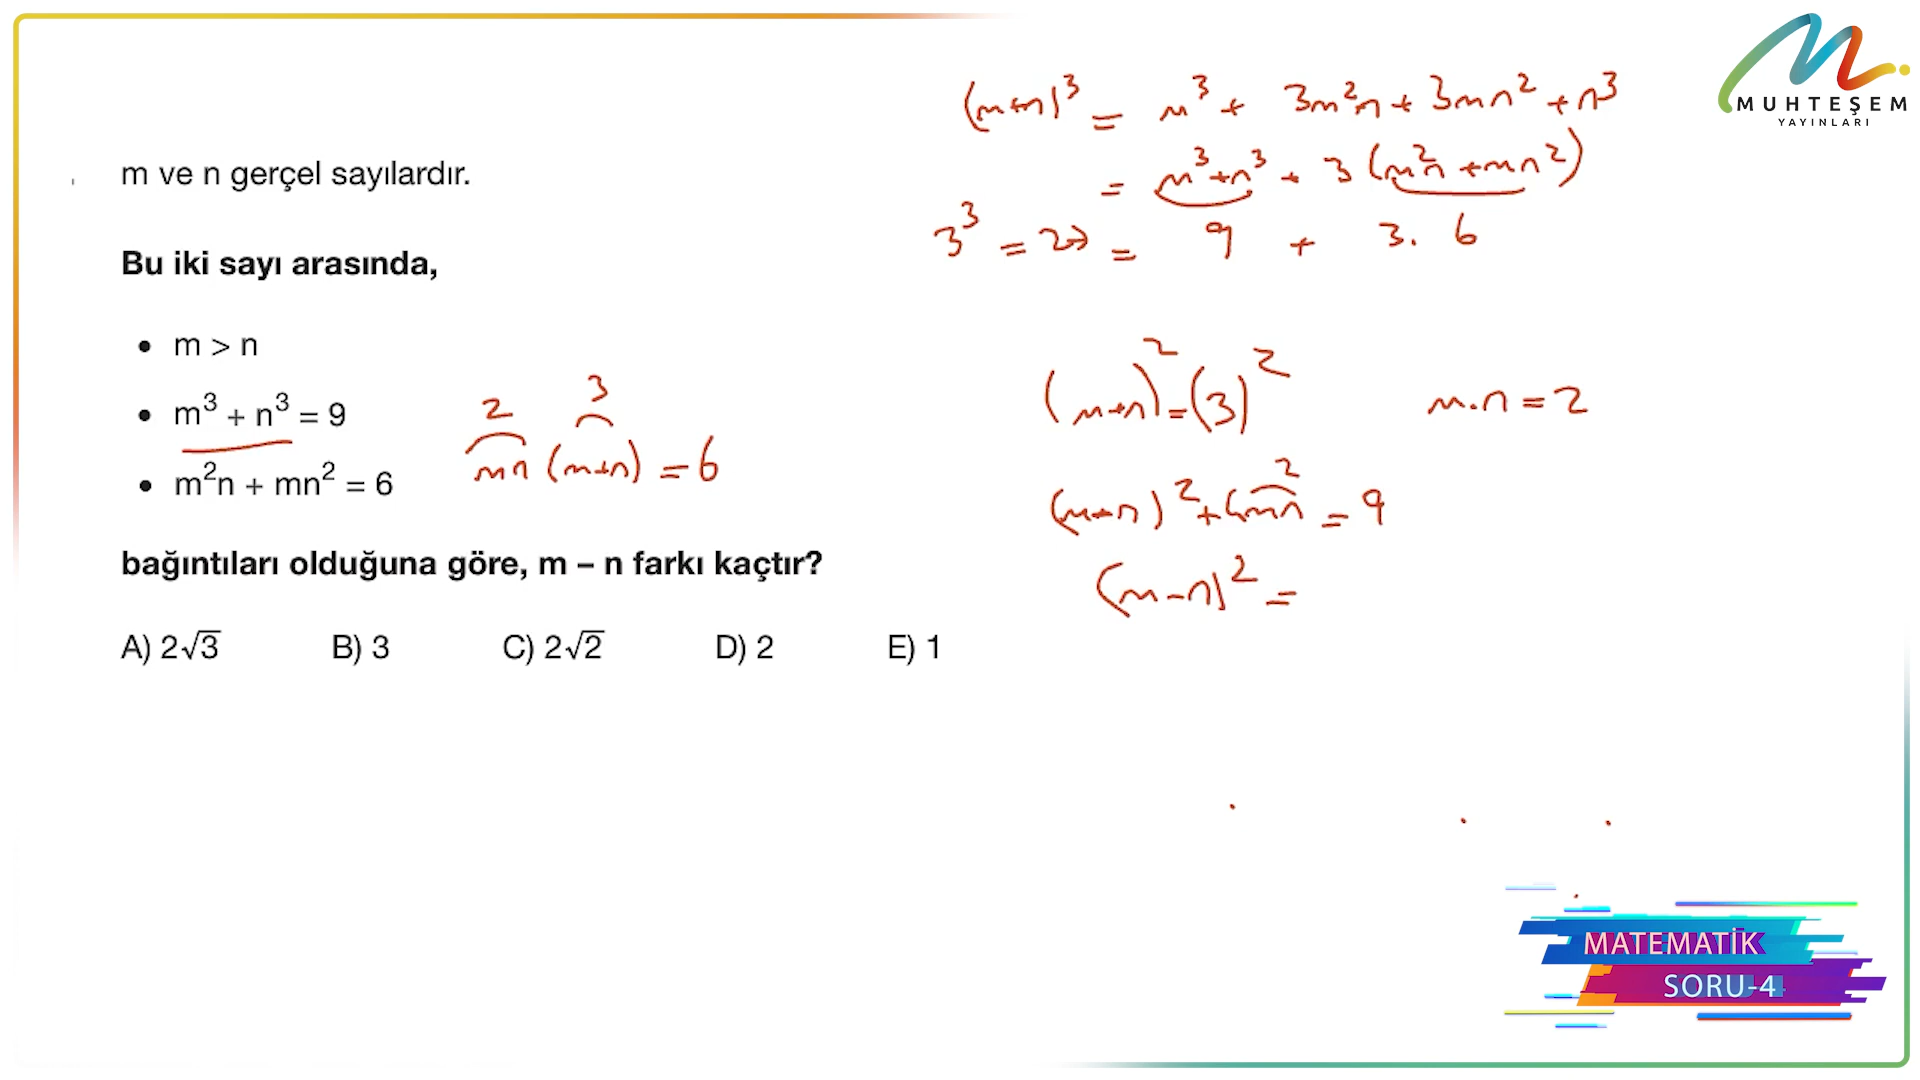 MUHTEŞEM
YAYINLARI
m ve n gerçel sayılardır.
Bu iki sayı arasında,
• m > n
• m³ + n³ = 9
• m²n + mn² = 6
bağıntıları olduğuna göre, m – n farkı kaçtır?
A) 2√3 B) 3 C) 2√2 D) 2 E) 1
2 3
mn (m+n) = 6
(m+n)³ = m³ + 3m²n + 3mn² + n³
= m³+n³ + 3 (m²n + mn²)
3³ = 27 = 9 + 3. 6
(m+n)² = (3)² m.n = 2
2
(m-n)² + 4mn = 9
(m-n)² =
MATEMATİK
SORU-4